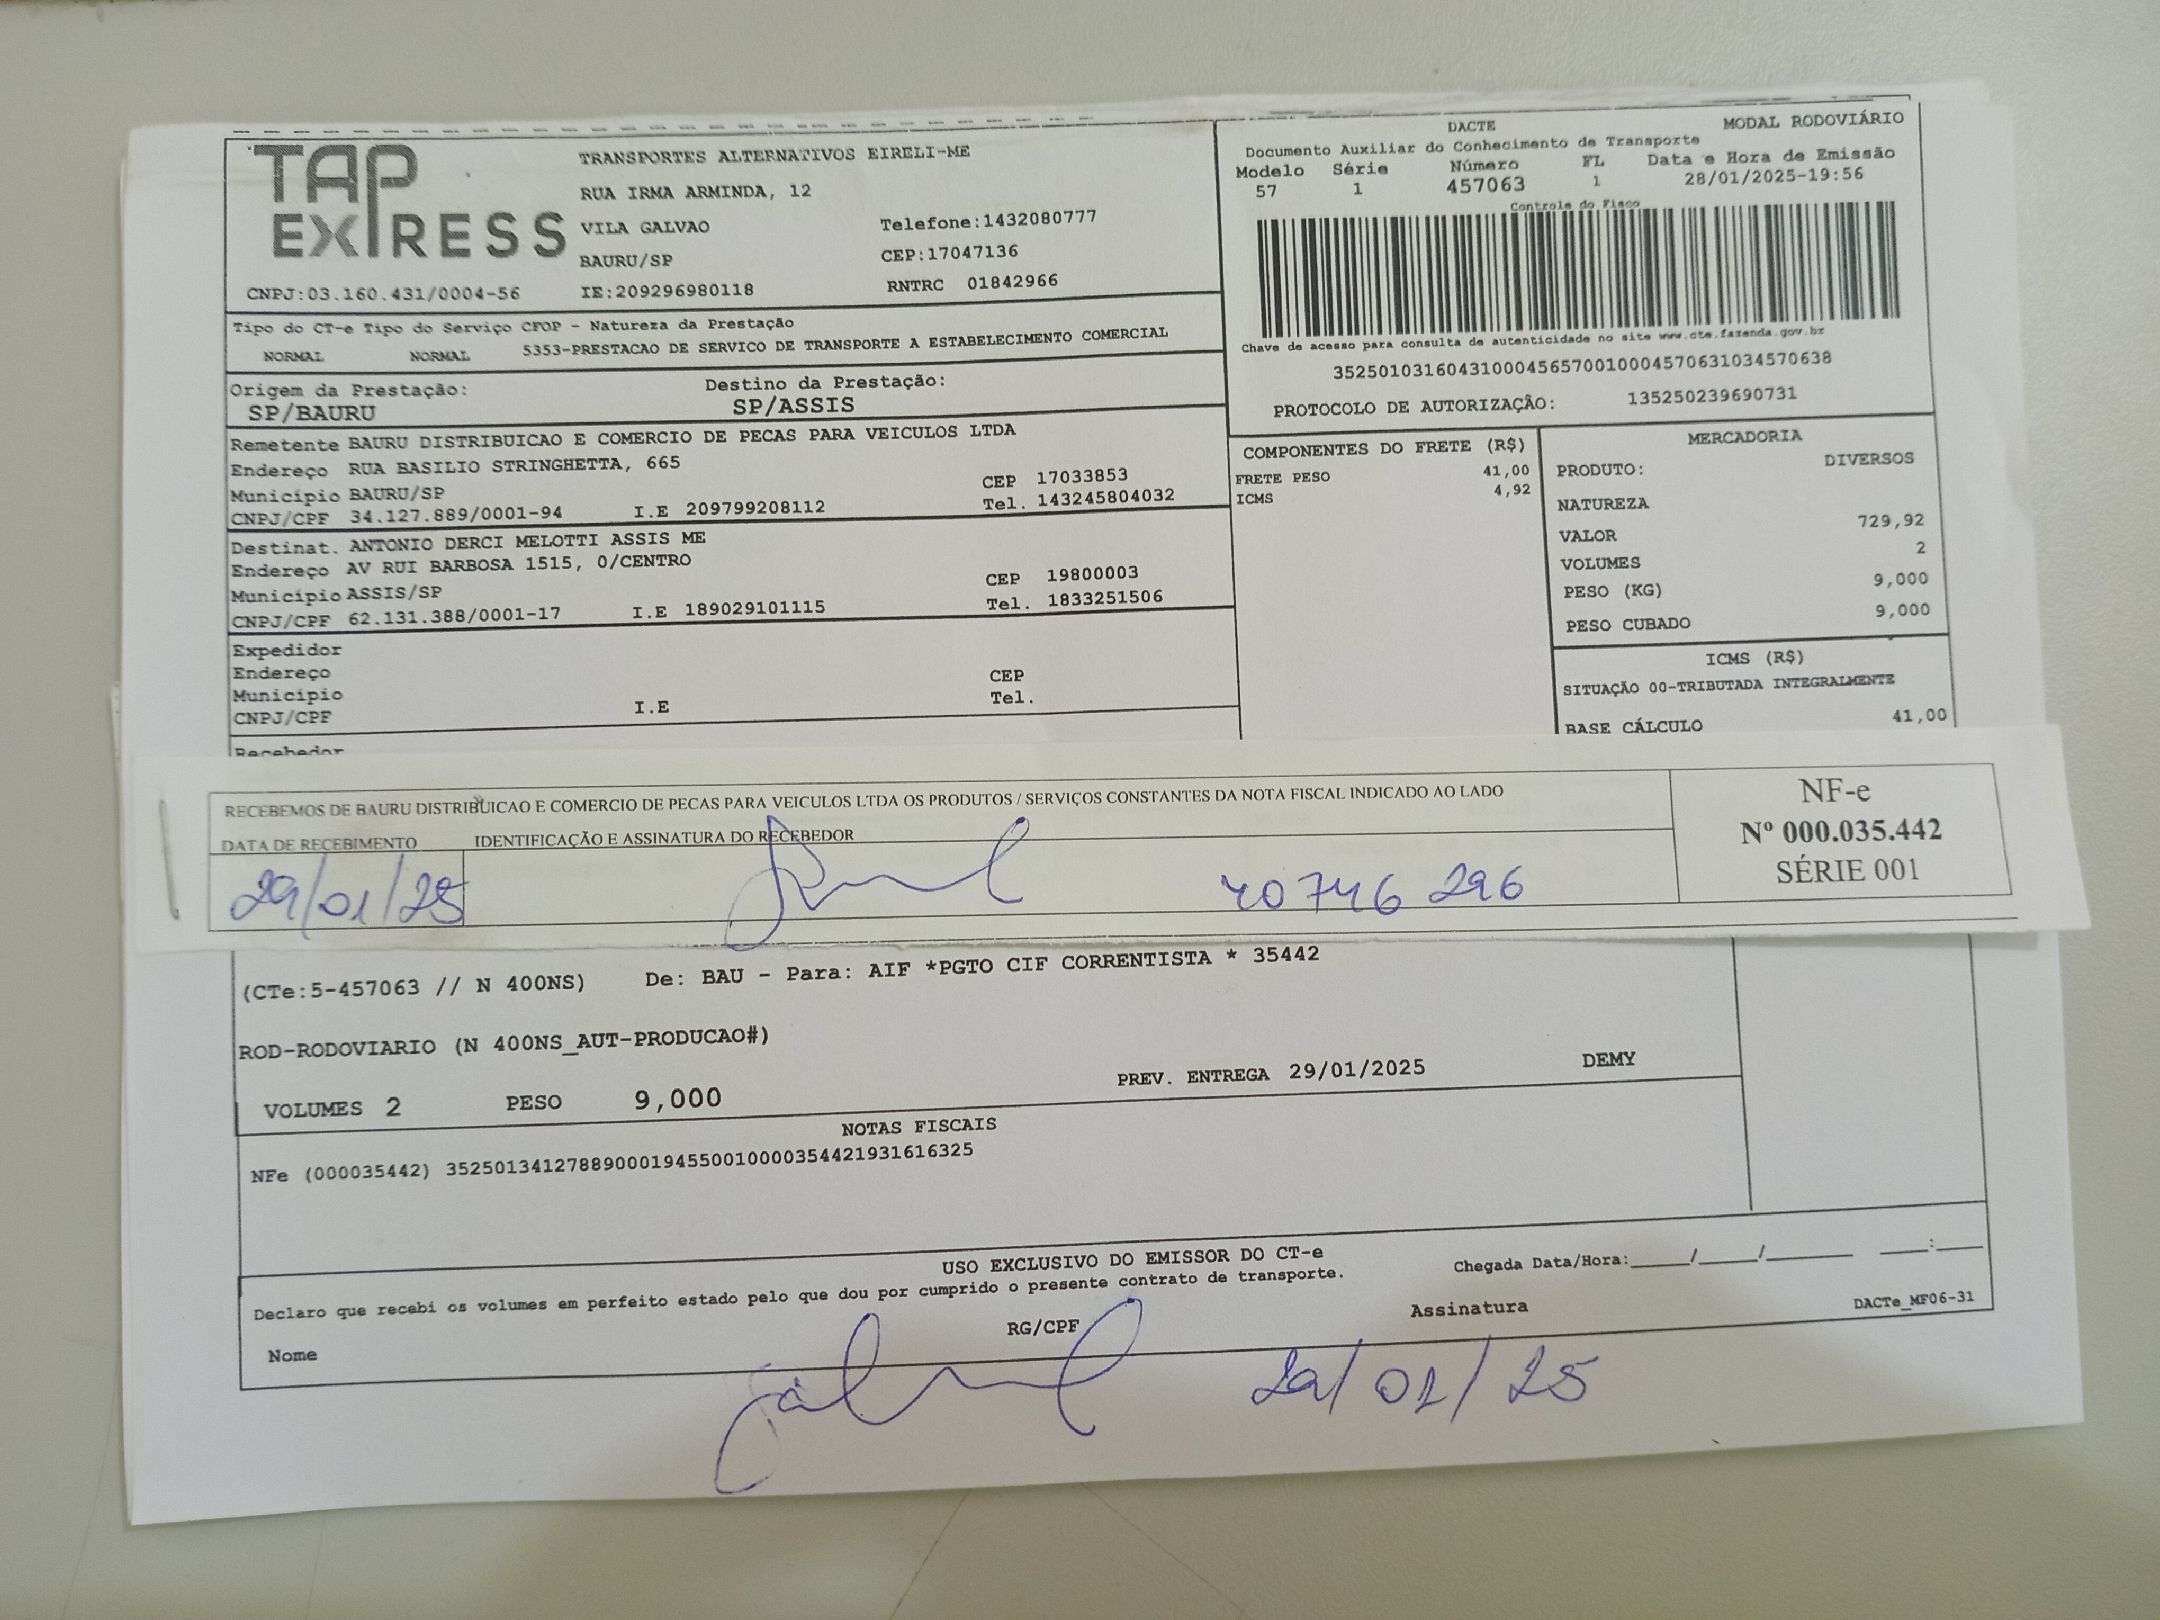 TAP EXPRESS
TRANSPORTES ALTERNATIVOS EIRELI-ME
RUA IRMA ARMINDA, 12
VILA GALVAO Telefone:1432080777
BAURU/SP CEP:17047136
CNPJ:03.160.431/0004-56 IE:209296980118 RNTRC 01842966
DACTE MODAL RODOVIÁRIO
Documento Auxiliar do Conhecimento de Transporte
Modelo Série Número FL Data e Hora de Emissão
57 1 457063 1 28/01/2025-19:56
Controle do Fisco
Chave de acesso para consulta de autenticidade no site www.cte.fazenda.gov.br
35250103160431000456570010004570631034570638
PROTOCOLO DE AUTORIZAÇÃO: 135250239690731
Tipo do CT-e Tipo do Serviço CFOP - Natureza da Prestação
NORMAL NORMAL 5353-PRESTACAO DE SERVICO DE TRANSPORTE A ESTABELECIMENTO COMERCIAL
Origem da Prestação: Destino da Prestação:
SP/BAURU SP/ASSIS
Remetente BAURU DISTRIBUICAO E COMERCIO DE PECAS PARA VEICULOS LTDA
Endereço RUA BASILIO STRINGHETTA, 665
CEP 17033853
Município BAURU/SP Tel. 143245804032
CNPJ/CPF 34.127.889/0001-94 I.E 209799208112
Destinat. ANTONIO DERCI MELOTTI ASSIS ME
Endereço AV RUI BARBOSA 1515, 0/CENTRO
CEP 19800003
Município ASSIS/SP Tel. 1833251506
CNPJ/CPF 62.131.388/0001-17 I.E 189029101115
Expedidor
Endereço CEP
Município Tel.
CNPJ/CPF I.E
Recebedor
COMPONENTES DO FRETE (R$)
FRETE PESO 41,00
ICMS 4,92
MERCADORIA
PRODUTO: DIVERSOS
NATUREZA
VALOR 729,92
VOLUMES 2
PESO (KG) 9,000
PESO CUBADO 9,000
ICMS (R$)
SITUAÇÃO 00-TRIBUTADA INTEGRALMENTE
BASE CÁLCULO 41,00
RECEBEMOS DE BAURU DISTRIBUICAO E COMERCIO DE PECAS PARA VEICULOS LTDA OS PRODUTOS / SERVIÇOS CONSTANTES DA NOTA FISCAL INDICADO AO LADO
DATA DE RECEBIMENTO IDENTIFICAÇÃO E ASSINATURA DO RECEBEDOR
29/01/25 40746296
NF-e
Nº 000.035.442
SÉRIE 001
(CTe:5-457063 // N 400NS) De: BAU - Para: AIF *PGTO CIF CORRENTISTA * 35442
ROD-RODOVIARIO (N 400NS_AUT-PRODUCAO#)
VOLUMES 2 PESO 9,000 PREV. ENTREGA 29/01/2025 DEMY
NOTAS FISCAIS
NFe (000035442) 35250134127889000194550010000354421931616325
USO EXCLUSIVO DO EMISSOR DO CT-e
Declaro que recebi os volumes em perfeito estado pelo que dou por cumprido o presente contrato de transporte.
Chegada Data/Hora:_____/_____/_______ ___:____
Nome RG/CPF Assinatura
DACTe_MF06-31
29/01/25